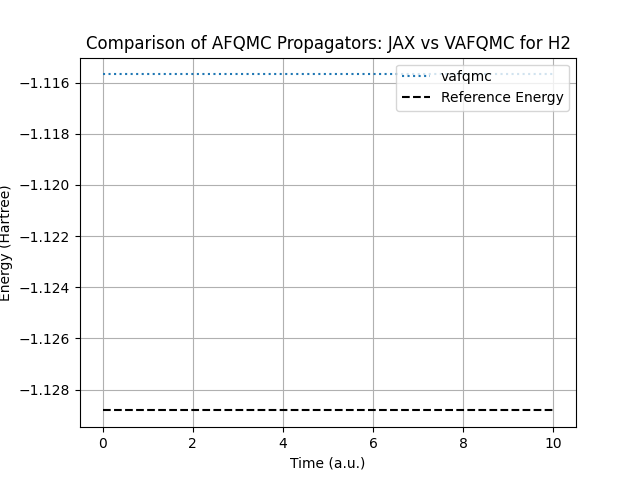 Comparison of AFQMC Propagators: JAX vs VAFQMC for H2
vafqmc
Reference Energy
−1.116
−1.118
−1.120
−1.122
−1.124
−1.126
−1.128
Energy (Hartree)
0 2 4 6 8 10
Time (a.u.)